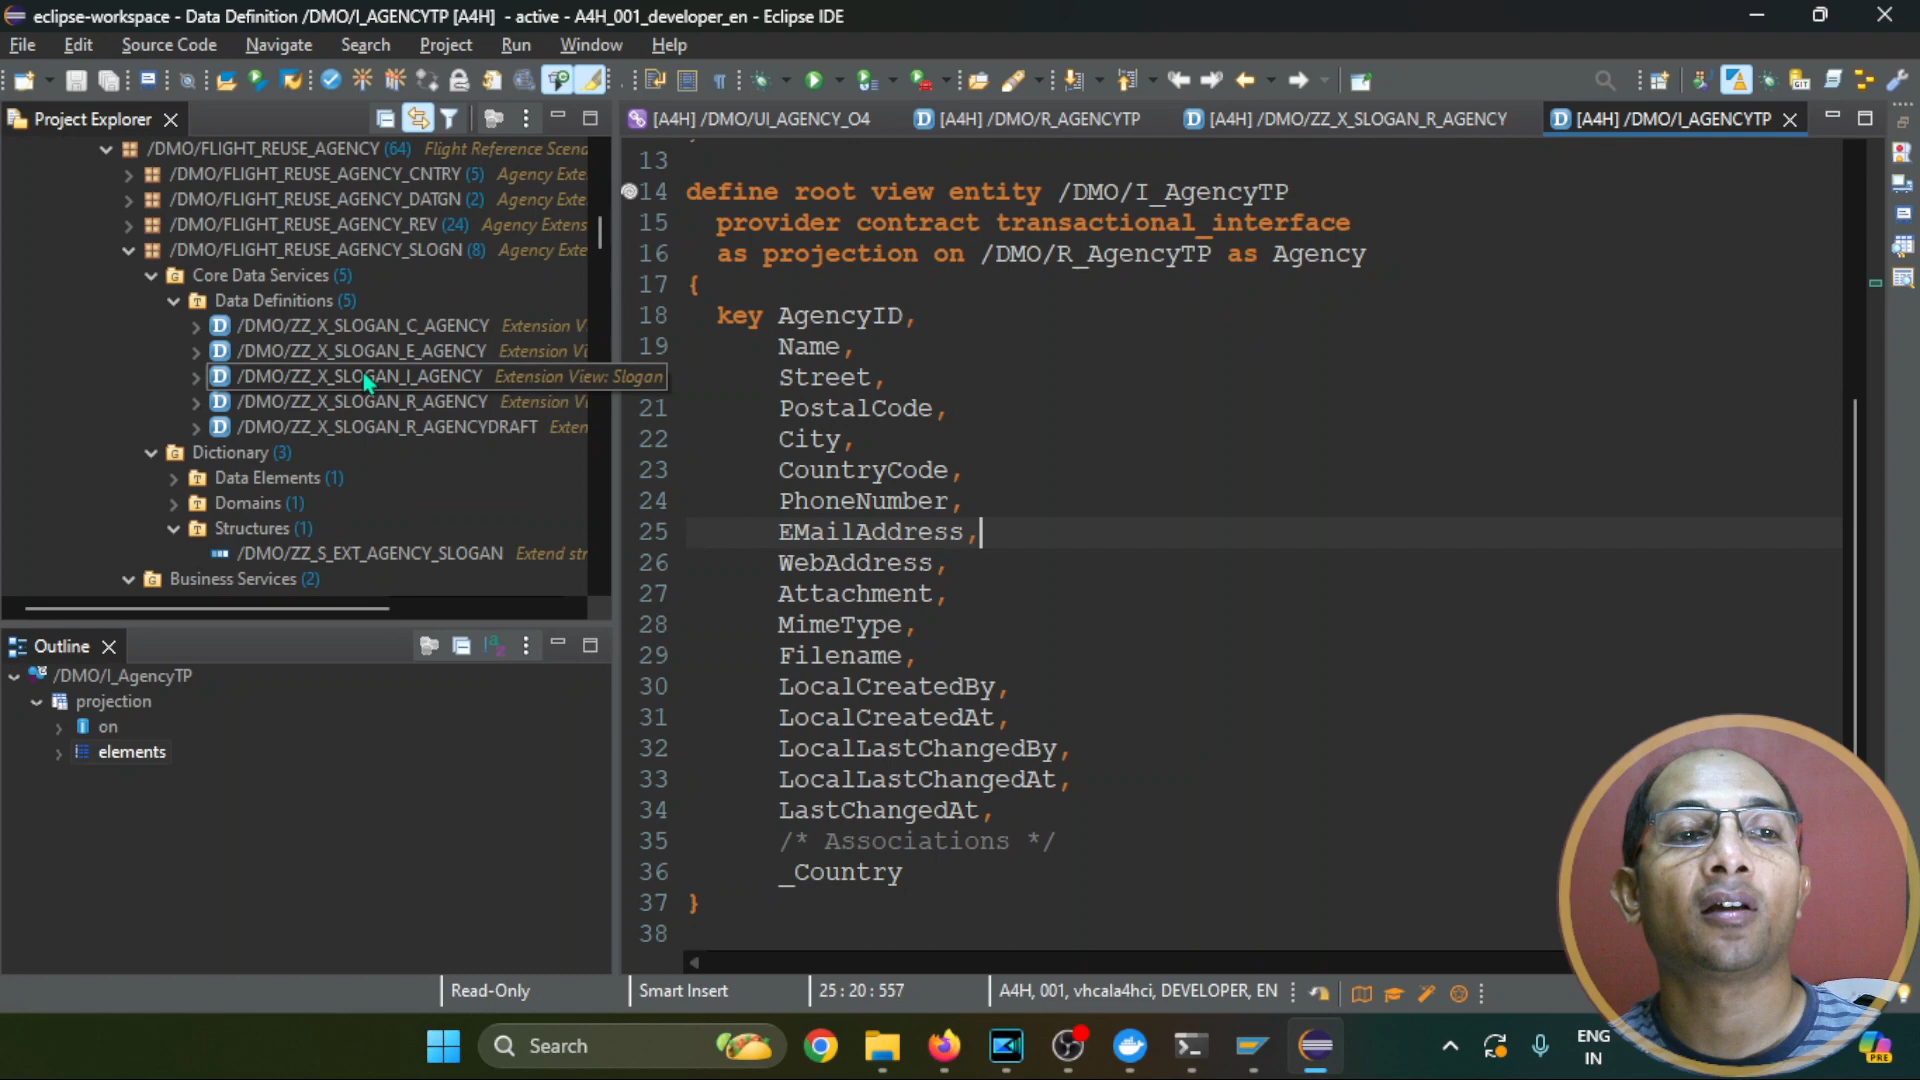 eclipse-workspace - Data Definition /DMO/I_AGENCYTP [A4H] - active - A4H_001_developer_en - Eclipse IDE
File Edit Source Code Navigate Search Project Run Window Help
Project Explorer
[A4H] /DMO/UI_AGENCY_O4
[A4H] /DMO/R_AGENCYTP
[A4H] /DMO/ZZ_X_SLOGAN_R_AGENCY
[A4H] /DMO/I_AGENCYTP
/DMO/FLIGHT_REUSE_AGENCY (64) Flight Reference Scena
/DMO/FLIGHT_REUSE_AGENCY_CNTRY (5) Agency Exte
/DMO/FLIGHT_REUSE_AGENCY_DATGN (2) Agency Exte
/DMO/FLIGHT_REUSE_AGENCY_REV (24) Agency Extens
/DMO/FLIGHT_REUSE_AGENCY_SLOGN (8) Agency Exte
Core Data Services (5)
Data Definitions (5)
/DMO/ZZ_X_SLOGAN_C_AGENCY Extension V
/DMO/ZZ_X_SLOGAN_E_AGENCY Extension Vi
/DMO/ZZ_X_SLOGAN_I_AGENCY Extension View: Slogan
/DMO/ZZ_X_SLOGAN_R_AGENCY Extension Vi
/DMO/ZZ_X_SLOGAN_R_AGENCYDRAFT Exten
Dictionary (3)
Data Elements (1)
Domains (1)
Structures (1)
/DMO/ZZ_S_EXT_AGENCY_SLOGAN Extend str
Business Services (2)
Outline
/DMO/I_AgencyTP
projection
on
elements
13
14 define root view entity /DMO/I_AgencyTP
15 provider contract transactional_interface
16 as projection on /DMO/R_AgencyTP as Agency
17 {
18 key AgencyID,
19 Name,
Street,
21 PostalCode,
22 City,
23 CountryCode,
24 PhoneNumber,
25 EMailAddress,
26 WebAddress,
27 Attachment,
28 MimeType,
29 Filename,
30 LocalCreatedBy,
31 LocalCreatedAt,
32 LocalLastChangedBy,
33 LocalLastChangedAt,
34 LastChangedAt,
35 /* Associations */
36 _Country
37 }
38
Read-Only
Smart Insert
25 : 20 : 557
A4H, 001, vhcala4hci, DEVELOPER, EN
Search
ENG
IN
PRE